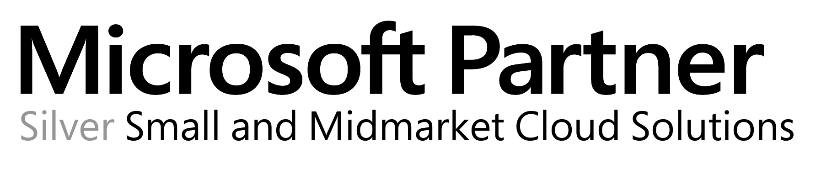 Microsoft Partner
Silver Small and Midmarket Cloud Solutions